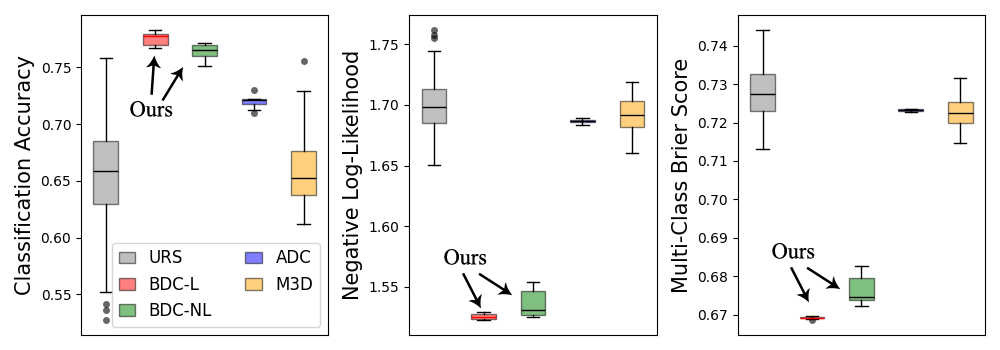 Classification Accuracy
0.75
0.70
0.65
0.60
0.55
Ours
URS
BDC-L
BDC-NL
ADC
M3D
Negative Log-Likelihood
1.75
1.70
1.65
1.60
1.55
Ours
Multi-Class Brier Score
0.74
0.73
0.72
0.71
0.70
0.69
0.68
0.67
Ours